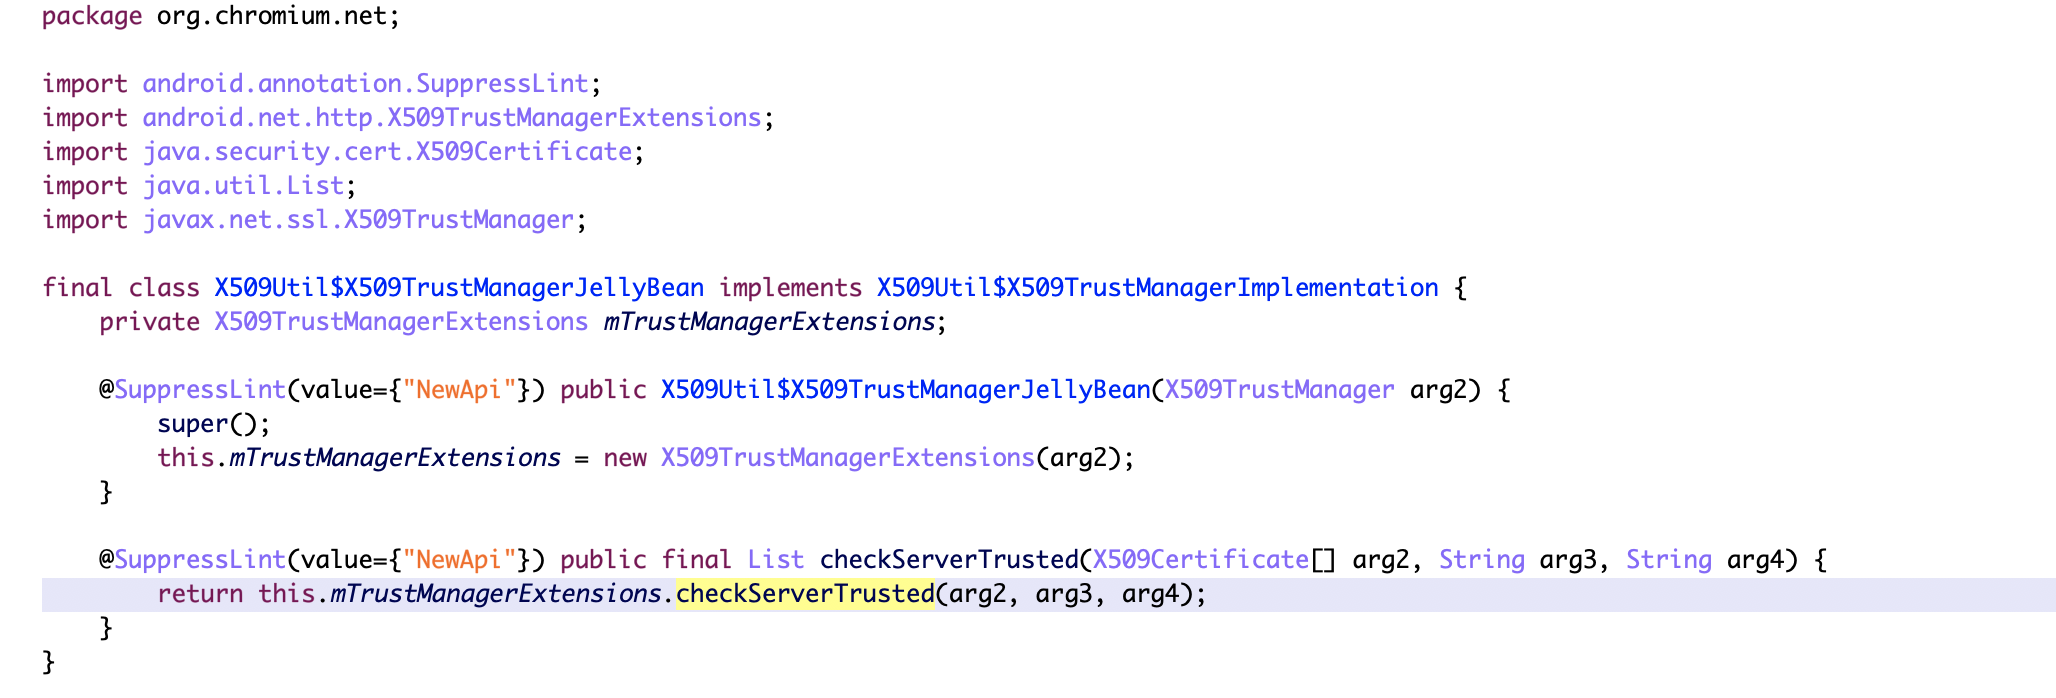 package org.chromium.net;
import android.annotation.SuppressLint;
import android.net.http.X509TrustManagerExtensions;
import java.security.cert.X509Certificate;
import java.util.List;
import javax.net.ssl.X509TrustManager;
final class X509Util$X509TrustManagerJellyBean implements X509Util$X509TrustManagerImplementation {
private X509TrustManagerExtensions mTrustManagerExtensions;
@SuppressLint(value={"NewApi"}) public X509Util$X509TrustManagerJellyBean(X509TrustManager arg2) {
super();
this.mTrustManagerExtensions = new X509TrustManagerExtensions(arg2);
}
@SuppressLint(value={"NewApi"}) public final List checkServerTrusted(X509Certificate[] arg2, String arg3, String arg4) {
return this.mTrustManagerExtensions.checkServerTrusted(arg2, arg3, arg4);
}
}